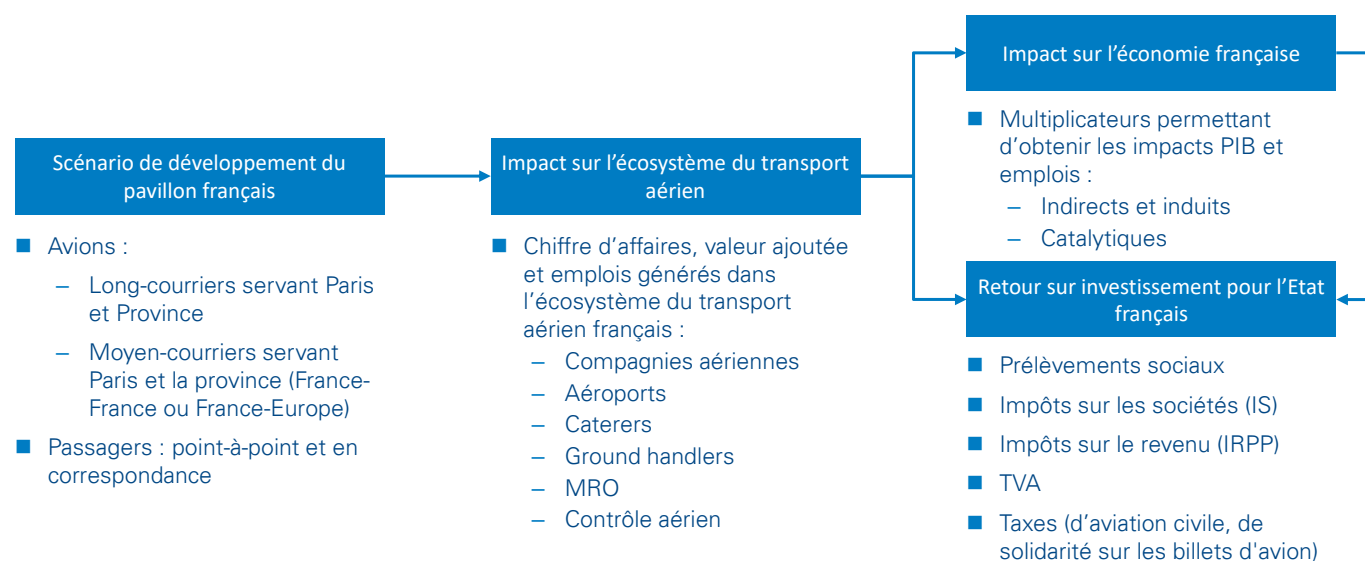 Scénario de développement du
pavillon français
■ Avions :
– Long-courriers servant Paris
et Province
– Moyen-courriers servant
Paris et la province (France-
France ou France-Europe)
■ Passagers : point-à-point et en
correspondance
Impact sur l’écosystème du transport
aérien
■ Chiffre d’affaires, valeur ajoutée
et emplois générés dans
l’écosystème du transport
aérien français :
– Compagnies aériennes
– Aéroports
– Caterers
– Ground handlers
– MRO
– Contrôle aérien
Impact sur l’économie française
■ Multiplicateurs permettant
d’obtenir les impacts PIB et
emplois :
– Indirects et induits
– Catalytiques
Retour sur investissement pour l’Etat
français
■ Prélèvements sociaux
■ Impôts sur les sociétés (IS)
■ Impôts sur le revenu (IRPP)
■ TVA
■ Taxes (d’aviation civile, de
solidarité sur les billets d'avion)